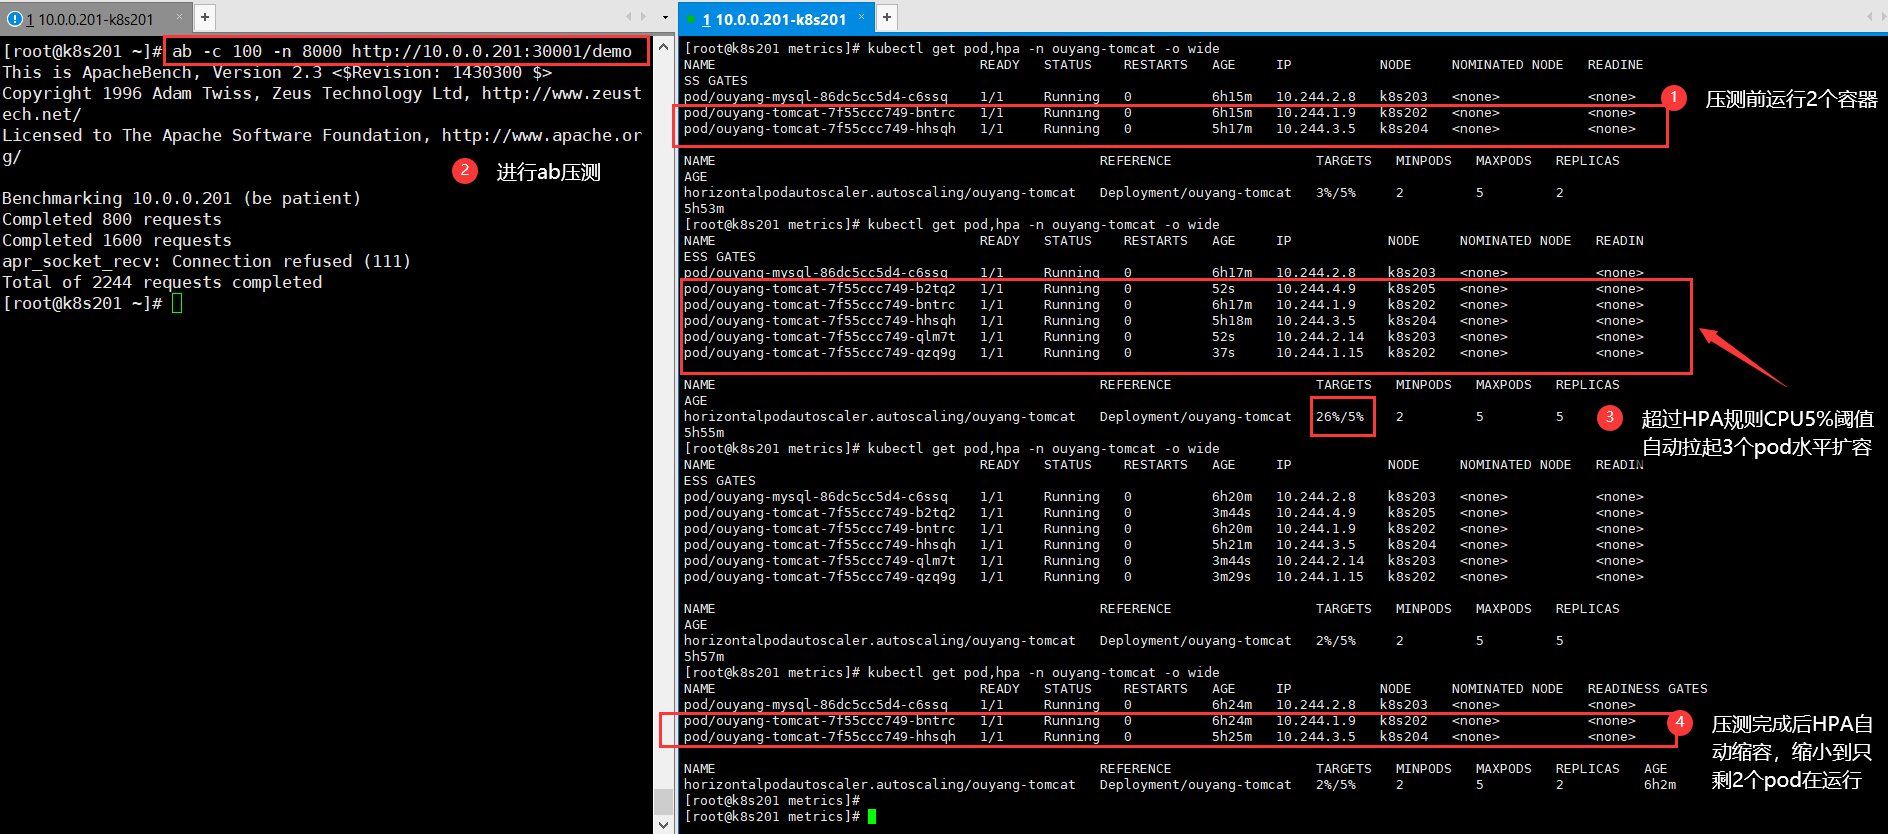 1 10.0.0.201-k8s201 × +
[root@k8s201 ~]# ab -c 100 -n 8000 http://10.0.0.201:30001/demo
This is ApacheBench, Version 2.3 <$Revision: 1430300 $>
Copyright 1996 Adam Twiss, Zeus Technology Ltd, http://www.zeust
ech.net/
Licensed to The Apache Software Foundation, http://www.apache.or
g/
2 进行ab压测
Benchmarking 10.0.0.201 (be patient)
Completed 800 requests
Completed 1600 requests
apr_socket_recv: Connection refused (111)
Total of 2244 requests completed
[root@k8s201 ~]#
1 10.0.0.201-k8s201 × +
[root@k8s201 metrics]# kubectl get pod,hpa -n ouyang-tomcat -o wide
NAME READY STATUS RESTARTS AGE IP NODE NOMINATED NODE READINE
SS GATES
pod/ouyang-mysql-86dc5cc5d4-c6ssq 1/1 Running 0 6h15m 10.244.2.8 k8s203 <none> <none>
pod/ouyang-tomcat-7f55ccc749-bntrc 1/1 Running 0 6h15m 10.244.1.9 k8s202 <none> <none>
pod/ouyang-tomcat-7f55ccc749-hhsqh 1/1 Running 0 5h17m 10.244.3.5 k8s204 <none> <none>
1 压测前运行2个容器
NAME REFERENCE TARGETS MINPODS MAXPODS REPLICAS
AGE
horizontalpodautoscaler.autoscaling/ouyang-tomcat Deployment/ouyang-tomcat 3%/5% 2 5 2
5h53m
[root@k8s201 metrics]# kubectl get pod,hpa -n ouyang-tomcat -o wide
NAME READY STATUS RESTARTS AGE IP NODE NOMINATED NODE READIN
ESS GATES
pod/ouyang-mysql-86dc5cc5d4-c6ssq 1/1 Running 0 6h17m 10.244.2.8 k8s203 <none> <none>
pod/ouyang-tomcat-7f55ccc749-b2tq2 1/1 Running 0 52s 10.244.4.9 k8s205 <none> <none>
pod/ouyang-tomcat-7f55ccc749-bntrc 1/1 Running 0 6h17m 10.244.1.9 k8s202 <none> <none>
pod/ouyang-tomcat-7f55ccc749-hhsqh 1/1 Running 0 5h18m 10.244.3.5 k8s204 <none> <none>
pod/ouyang-tomcat-7f55ccc749-qlm7t 1/1 Running 0 52s 10.244.2.14 k8s203 <none> <none>
pod/ouyang-tomcat-7f55ccc749-qzq9g 1/1 Running 0 37s 10.244.1.15 k8s202 <none> <none>
NAME REFERENCE TARGETS MINPODS MAXPODS REPLICAS
AGE
horizontalpodautoscaler.autoscaling/ouyang-tomcat Deployment/ouyang-tomcat 26%/5% 2 5 5
5h55m
3 超过HPA规则CPU5%阈值
自动拉起3个pod水平扩容
[root@k8s201 metrics]# kubectl get pod,hpa -n ouyang-tomcat -o wide
NAME READY STATUS RESTARTS AGE IP NODE NOMINATED NODE READIN
ESS GATES
pod/ouyang-mysql-86dc5cc5d4-c6ssq 1/1 Running 0 6h20m 10.244.2.8 k8s203 <none> <none>
pod/ouyang-tomcat-7f55ccc749-b2tq2 1/1 Running 0 3m44s 10.244.4.9 k8s205 <none> <none>
pod/ouyang-tomcat-7f55ccc749-bntrc 1/1 Running 0 6h20m 10.244.1.9 k8s202 <none> <none>
pod/ouyang-tomcat-7f55ccc749-hhsqh 1/1 Running 0 5h21m 10.244.3.5 k8s204 <none> <none>
pod/ouyang-tomcat-7f55ccc749-qlm7t 1/1 Running 0 3m44s 10.244.2.14 k8s203 <none> <none>
pod/ouyang-tomcat-7f55ccc749-qzq9g 1/1 Running 0 3m29s 10.244.1.15 k8s202 <none> <none>
NAME REFERENCE TARGETS MINPODS MAXPODS REPLICAS
AGE
horizontalpodautoscaler.autoscaling/ouyang-tomcat Deployment/ouyang-tomcat 2%/5% 2 5 5
5h57m
[root@k8s201 metrics]# kubectl get pod,hpa -n ouyang-tomcat -o wide
NAME READY STATUS RESTARTS AGE IP NODE NOMINATED NODE READINESS GATES
pod/ouyang-mysql-86dc5cc5d4-c6ssq 1/1 Running 0 6h24m 10.244.2.8 k8s203 <none> <none>
pod/ouyang-tomcat-7f55ccc749-bntrc 1/1 Running 0 6h24m 10.244.1.9 k8s202 <none> <none>
pod/ouyang-tomcat-7f55ccc749-hhsqh 1/1 Running 0 5h25m 10.244.3.5 k8s204 <none> <none>
4 压测完成后HPA自
动缩容，缩小到只
剩2个pod在运行
NAME REFERENCE TARGETS MINPODS MAXPODS REPLICAS AGE
horizontalpodautoscaler.autoscaling/ouyang-tomcat Deployment/ouyang-tomcat 2%/5% 2 5 2 6h2m
[root@k8s201 metrics]#
[root@k8s201 metrics]#